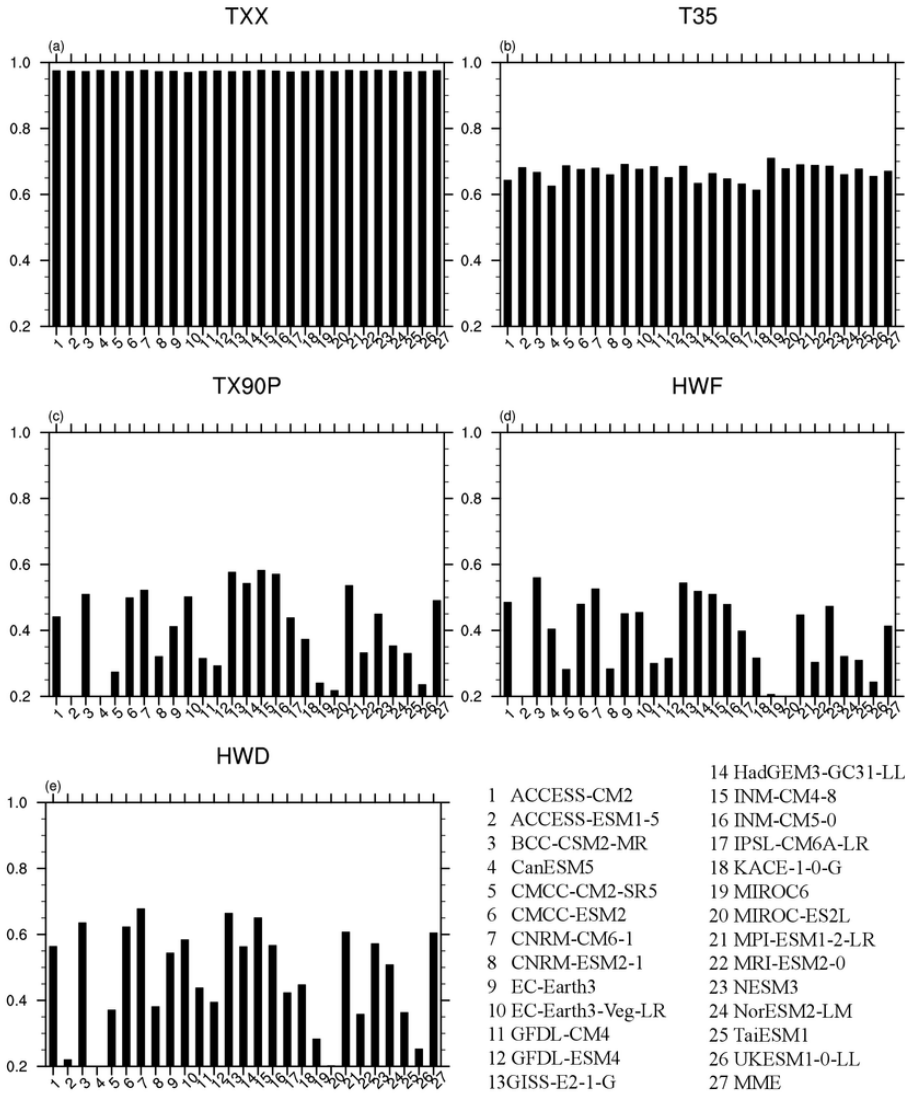 TXX
(a)
1.0
0.8
0.6
0.4
0.2
1 2 3 4 5 6 7 8 9 10 11 12 13 14 15 16 17 18 19 20 21 22 23 24 25 26 27
T35
(b)
1.0
0.8
0.6
0.4
0.2
1 2 3 4 5 6 7 8 9 10 11 12 13 14 15 16 17 18 19 20 21 22 23 24 25 26 27
TX90P
(c)
1.0
0.8
0.6
0.4
0.2
1 2 3 4 5 6 7 8 9 10 11 12 13 14 15 16 17 18 19 20 21 22 23 24 25 26 27
HWF
(d)
1.0
0.8
0.6
0.4
0.2
1 2 3 4 5 6 7 8 9 10 11 12 13 14 15 16 17 18 19 20 21 22 23 24 25 26 27
HWD
(e)
1.0
0.8
0.6
0.4
0.2
1 2 3 4 5 6 7 8 9 10 11 12 13 14 15 16 17 18 19 20 21 22 23 24 25 26 27
1 ACCESS-CM2
2 ACCESS-ESM1-5
3 BCC-CSM2-MR
4 CanESM5
5 CMCC-CM2-SR5
6 CMCC-ESM2
7 CNRM-CM6-1
8 CNRM-ESM2-1
9 EC-Earth3
10 EC-Earth3-Veg-LR
11 GFDL-CM4
12 GFDL-ESM4
13GISS-E2-1-G
14 HadGEM3-GC31-LL
15 INM-CM4-8
16 INM-CM5-0
17 IPSL-CM6A-LR
18 KACE-1-0-G
19 MIROC6
20 MIROC-ES2L
21 MPI-ESM1-2-LR
22 MRI-ESM2-0
23 NESM3
24 NorESM2-LM
25 TaiESM1
26 UKESM1-0-LL
27 MME